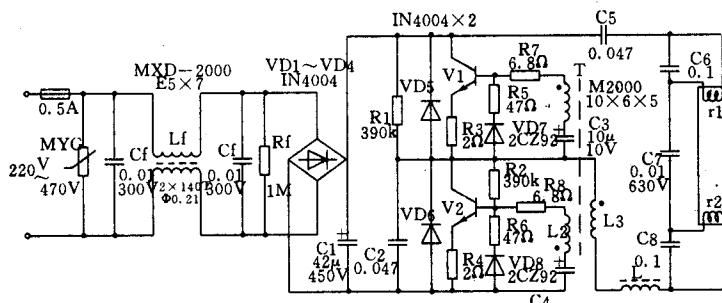 IN4004×2
C5
0.047
MXD-2000
E5×7
VD1～VD4
IN4004
R7
6.8Ω
T
C6
0.1
0.5A
V1
VD5
R5
47Ω
M2000
10×6×5
r1
R1
390k
R3
2Ω
VD7
2CZ92
C3
10μ
10V
MYG
470V
Lf
Cf
0.01
300V
Cf
0.01
300V
Rf
1M
220V
～
2×140T
Φ0.21
R2
390k
R8
6.8Ω
C7
0.01
630V
VD6
V2
R6
47Ω
L2
L3
r2
C1
42μ
450V
C2
0.047
R4
2Ω
VD8
2CZ92
C8
0.1
L
C4